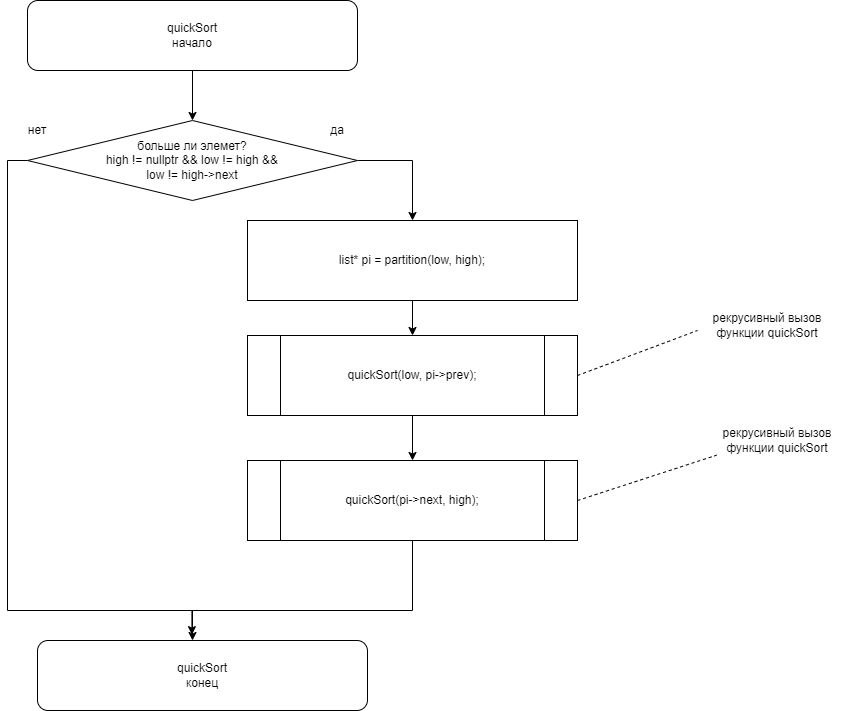 quickSort
начало
нет
да
больше ли элемет?
high != nullptr && low != high &&
low != high->next
list* pi = partition(low, high);
рекрусивный вызов
функции quickSort
quickSort(low, pi->prev);
рекрусивный вызов
функции quickSort
quickSort(pi->next, high);
quickSort
конец